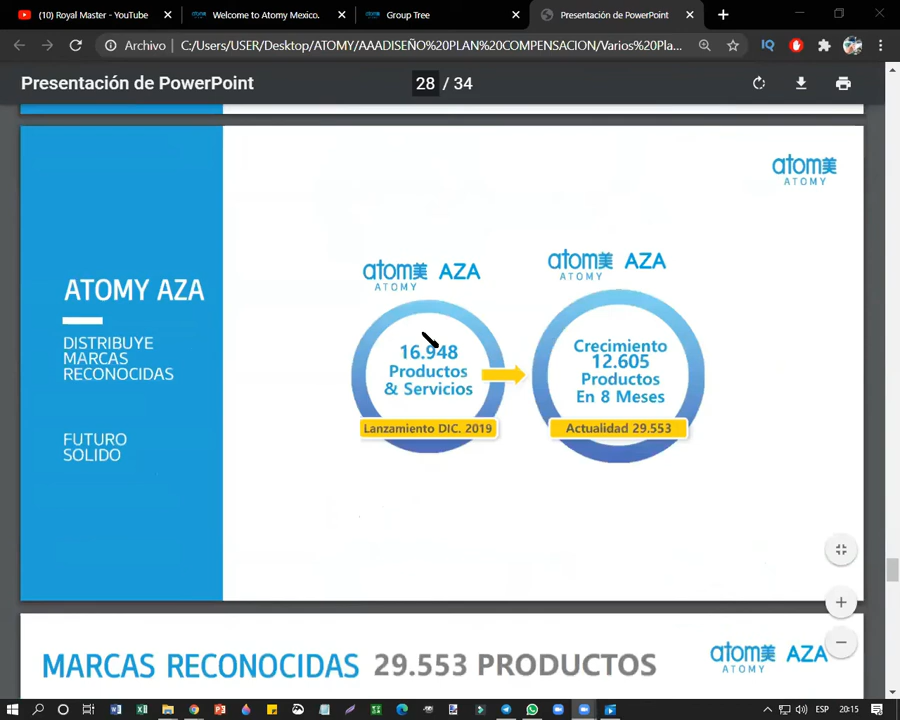 (10) Royal Master - YouTube
Welcome to Atomy Mexico.
Group Tree
Presentación de PowerPoint
Archivo
C:/Users/USER/Desktop/ATOMY/AAADISEÑO%20PLAN%20COMPENSACION/Varios%20Pla...
IQ
Presentación de PowerPoint
28 / 34
atom美
ATOMY
ATOMY AZA
DISTRIBUYE
MARCAS
RECONOCIDAS
FUTURO
SOLIDO
atom美 AZA
ATOMY
16.948
Productos
& Servicios
Lanzamiento DIC. 2019
atom美 AZA
ATOMY
Crecimiento
12.605
Productos
En 8 Meses
Actualidad 29.553
MARCAS RECONOCIDAS 29.553 PRODUCTOS
atom美 AZA
ATOMY
ESP
20:15